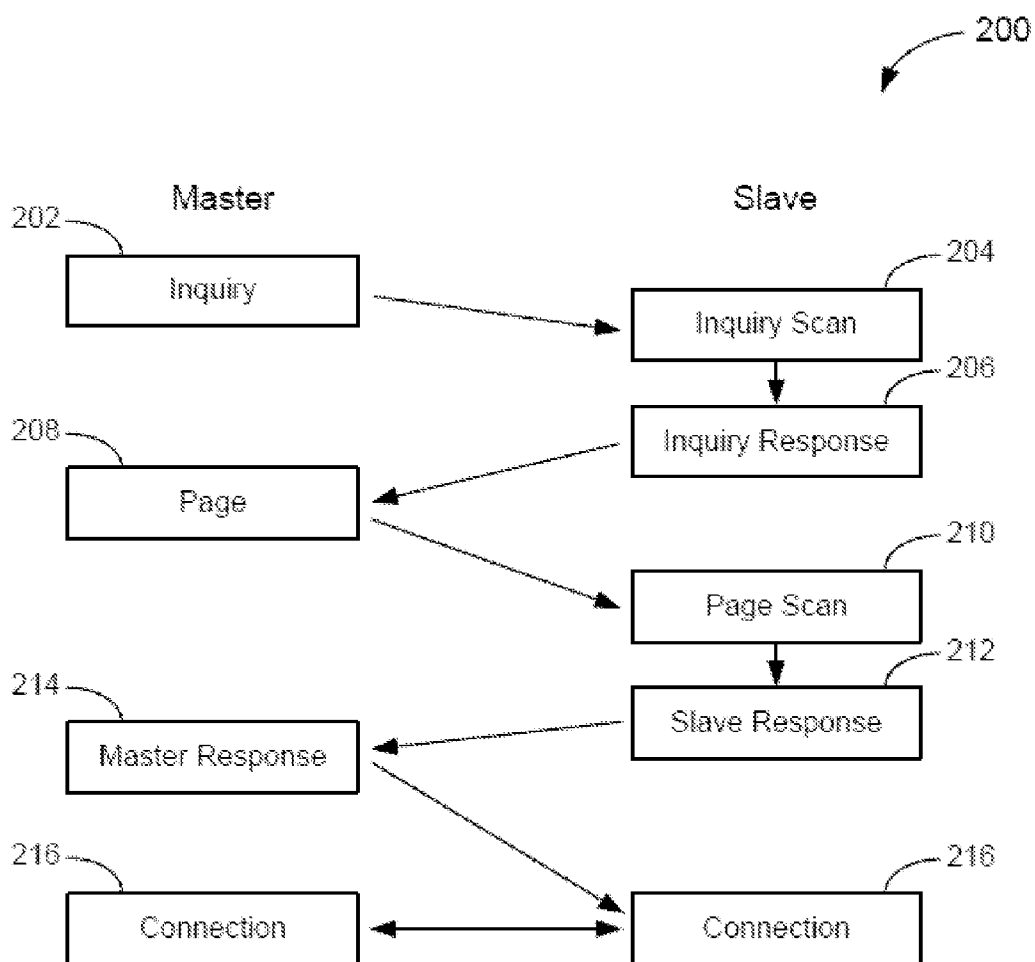 200
Master Slave
202
204
Inquiry
Inquiry Scan
206
208
Inquiry Response
Page
210
Page Scan
212
214
Slave Response
Master Response
216 216
Connection Connection